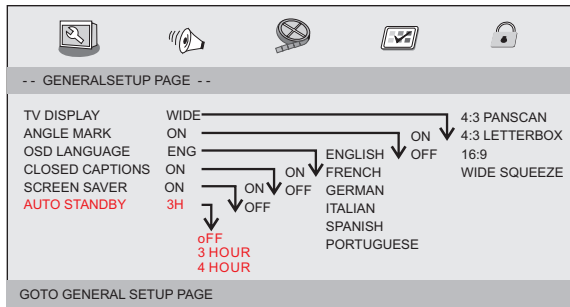 -- GENERALSETUP PAGE --
TV DISPLAY WIDE 4:3 PANSCAN
ANGLE MARK ON ON 4:3 LETTERBOX
OSD LANGUAGE ENG ENGLISH OFF 16:9
CLOSED CAPTIONS ON ON FRENCH WIDE SQUEEZE
SCREEN SAVER ON ON OFF GERMAN
AUTO STANDBY 3H OFF ITALIAN
SPANISH
oFF PORTUGUESE
3 HOUR
4 HOUR
GOTO GENERAL SETUP PAGE